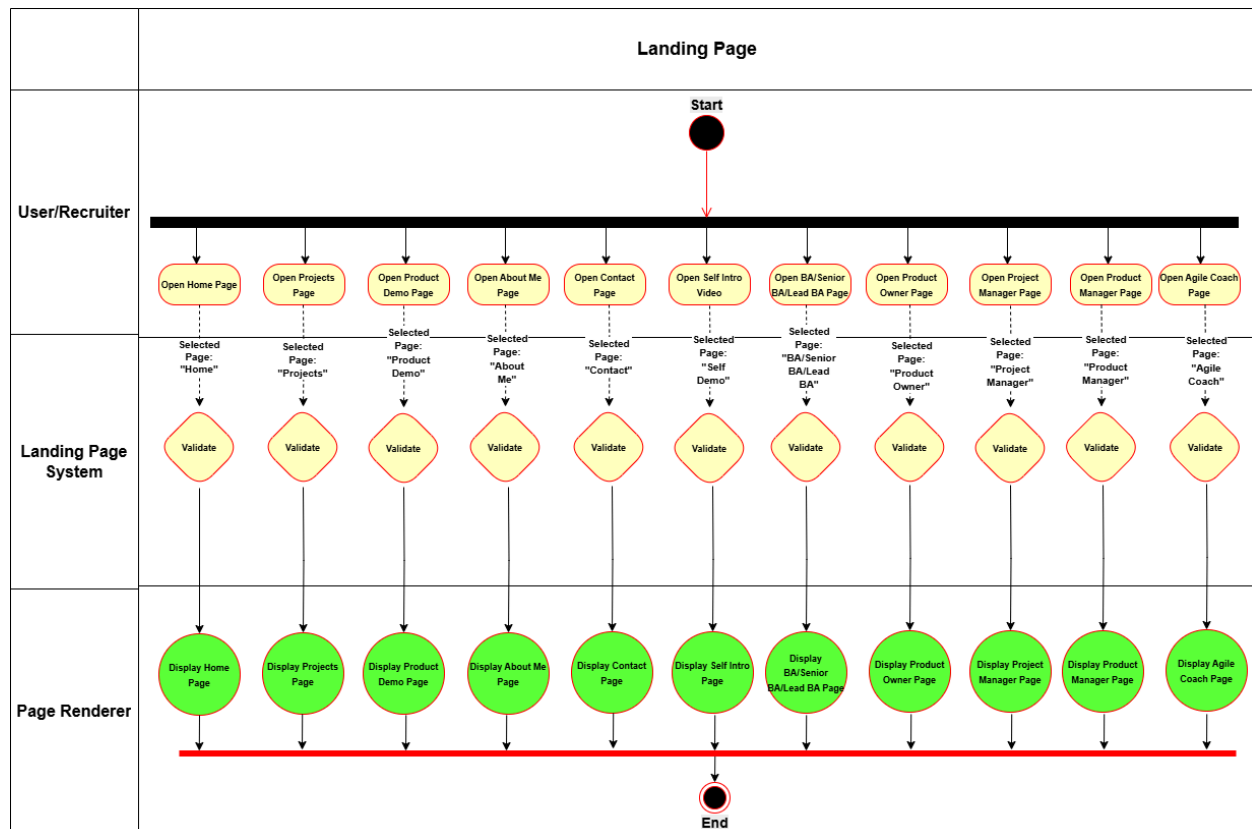 Landing Page
Start
User/Recruiter
Open Home Page
Open Projects
Page
Open Product
Demo Page
Open About Me
Page
Open Contact
Page
Open Self Intro
Video
Open BA/Senior
BA/Lead BA Page
Open Product
Owner Page
Open Project
Manager Page
Open Product
Manager Page
Open Agile Coach
Page
Selected
Page:
"Home"
Selected
Page:
"Projects"
Selected
Page:
"Product
Demo"
Selected
Page:
"About
Me"
Selected
Page:
"Contact"
Selected
Page:
"Self
Demo"
Selected
Page:
"BA/Senior
BA/Lead
BA"
Selected
Page:
"Product
Owner"
Selected
Page:
"Project
Manager"
Selected
Page:
"Product
Manager"
Selected
Page:
"Agile
Coach"
Landing Page
System
Validate
Validate
Validate
Validate
Validate
Validate
Validate
Validate
Validate
Validate
Validate
Page Renderer
Display Home
Page
Display Projects
Page
Display Product
Demo Page
Display About Me
Page
Display Contact
Page
Display Self Intro
Page
Display
BA/Senior
BA/Lead BA Page
Display Product
Owner Page
Display Project
Manager Page
Display Product
Manager Page
Display Agile
Coach Page
End